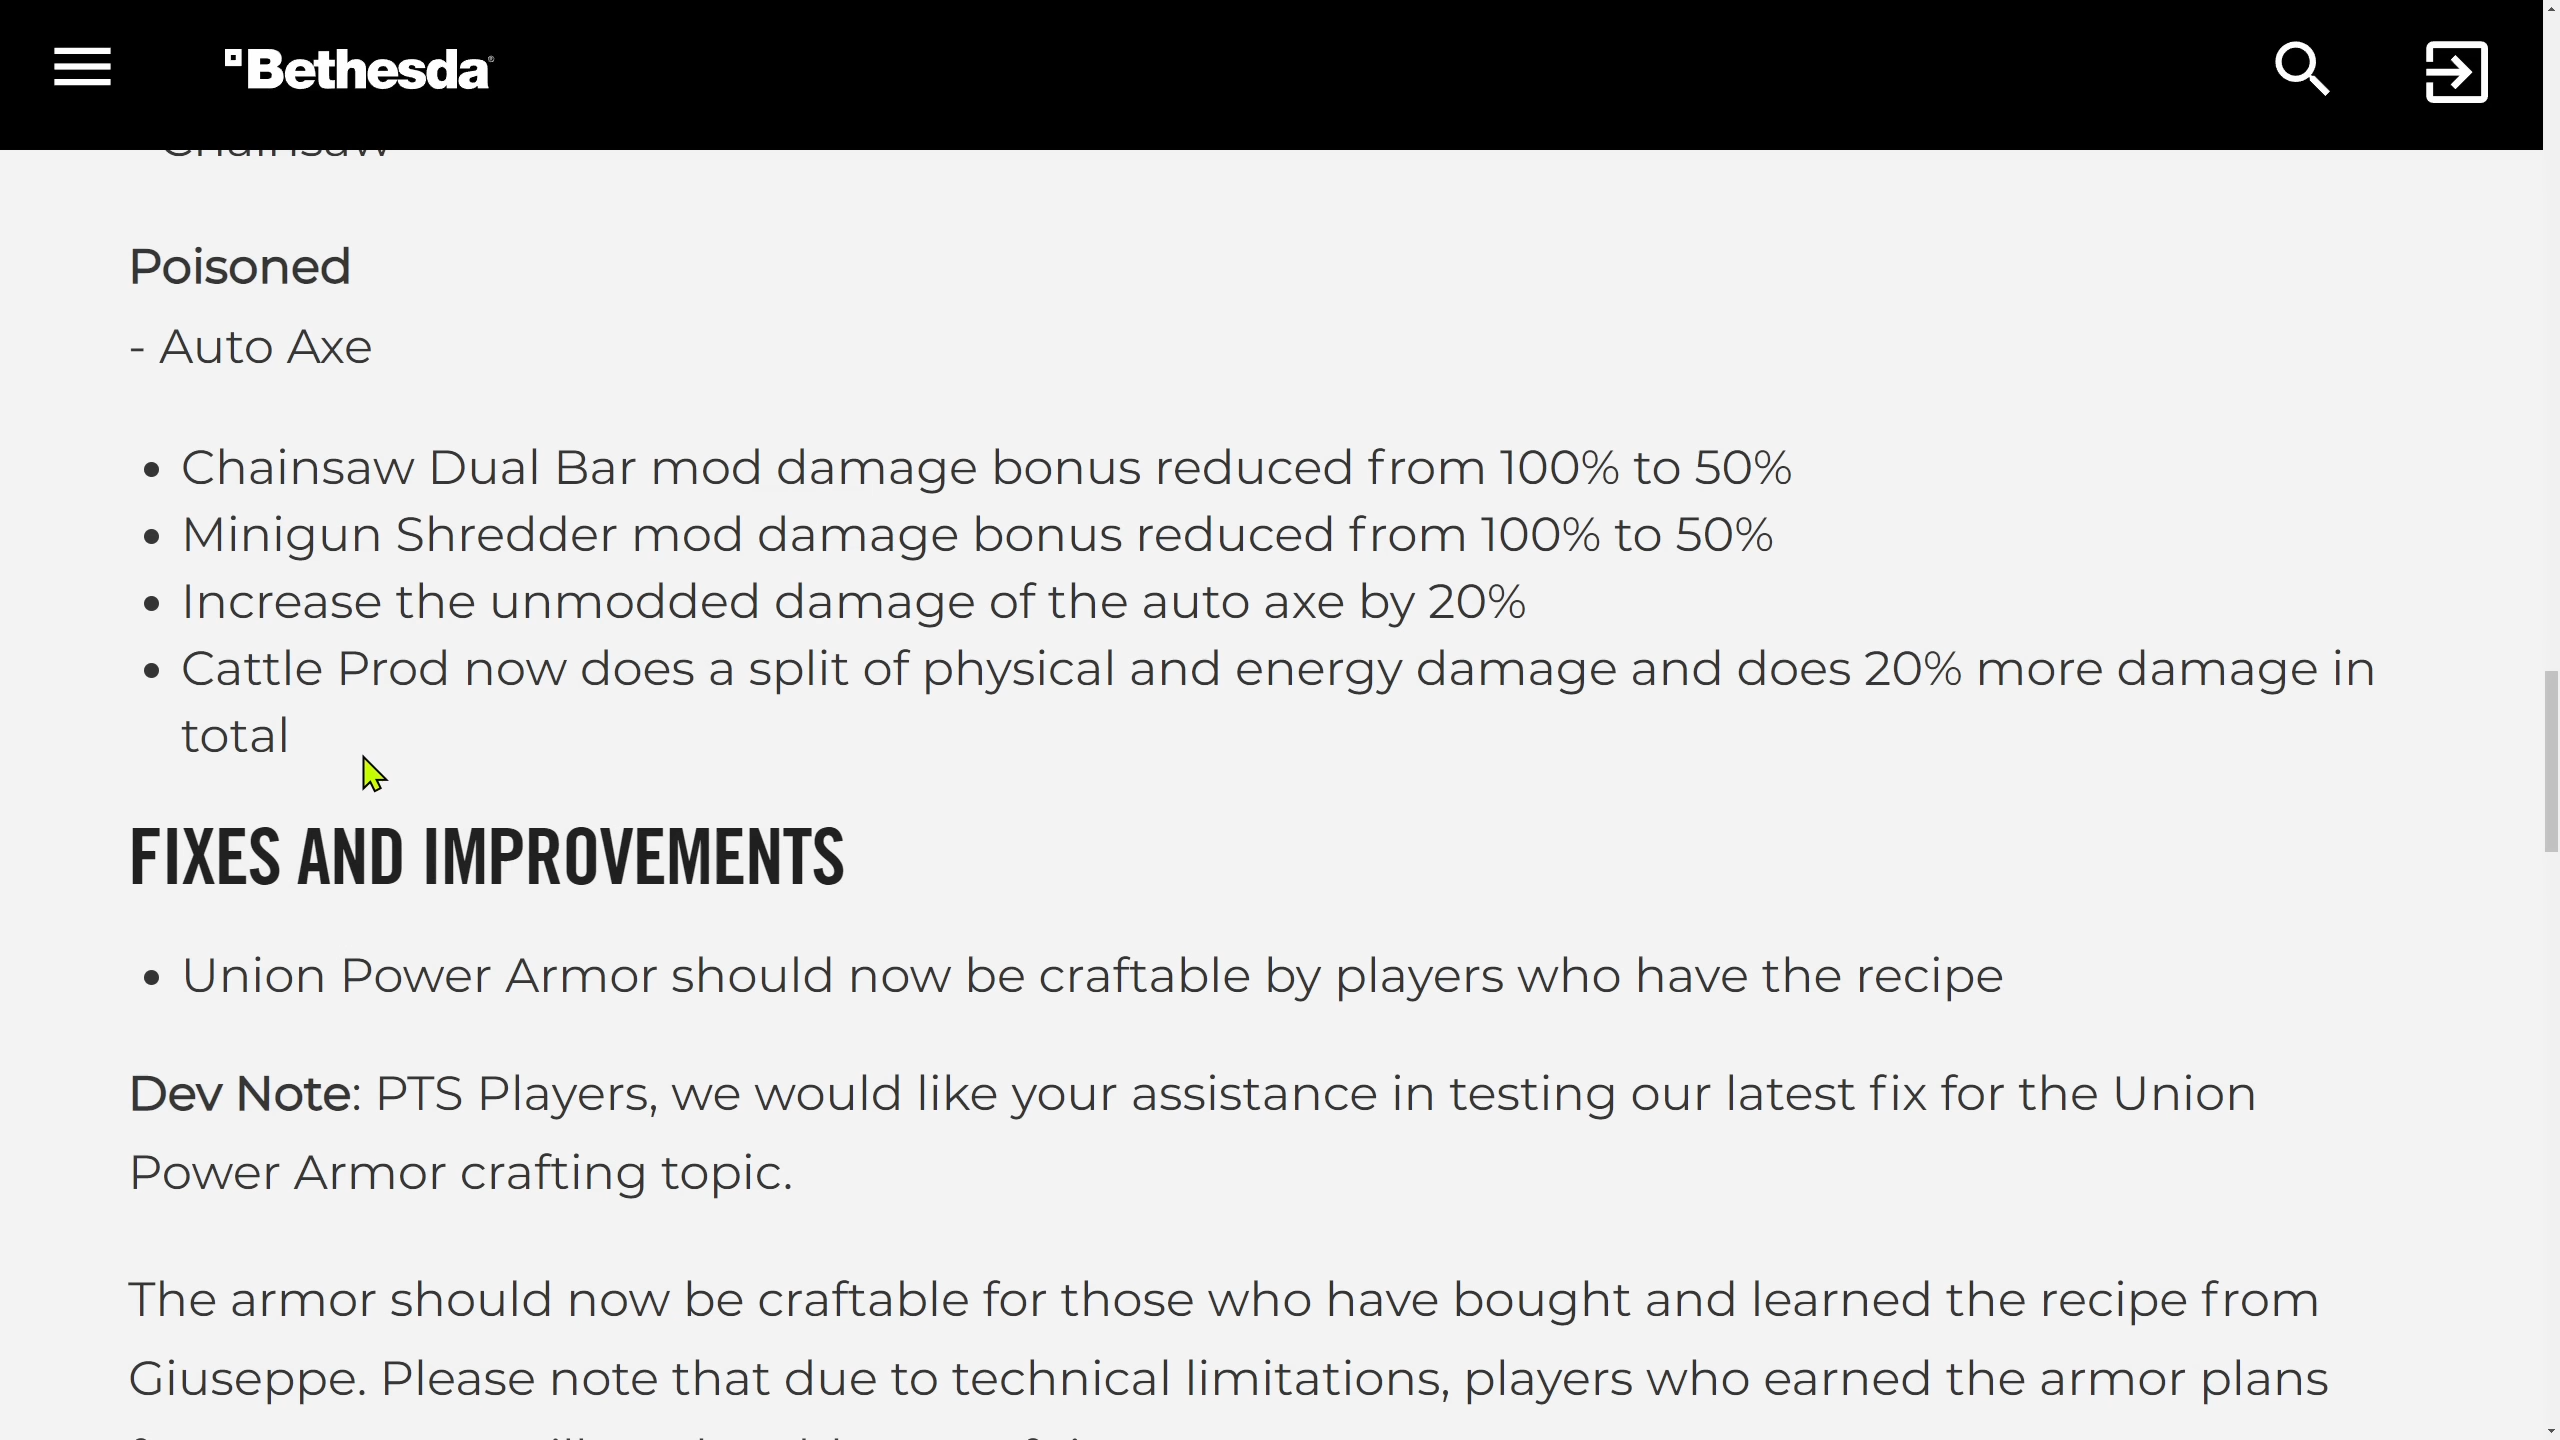 Bethesda
Chainsaw
Poisoned
- Auto Axe
• Chainsaw Dual Bar mod damage bonus reduced from 100% to 50%
• Minigun Shredder mod damage bonus reduced from 100% to 50%
• Increase the unmodded damage of the auto axe by 20%
• Cattle Prod now does a split of physical and energy damage and does 20% more damage in
total
FIXES AND IMPROVEMENTS
• Union Power Armor should now be craftable by players who have the recipe
Dev Note: PTS Players, we would like your assistance in testing our latest fix for the Union
Power Armor crafting topic.
The armor should now be craftable for those who have bought and learned the recipe from
Giuseppe. Please note that due to technical limitations, players who earned the armor plans